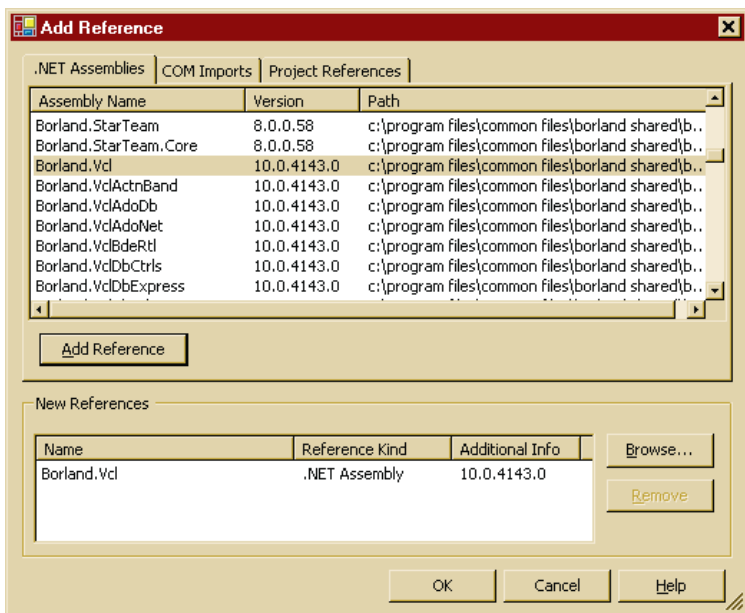 Add Reference
.NET Assemblies COM Imports Project References
Assembly Name Version Path
Borland.StarTeam 8.0.0.58 c:\program files\common files\borland shared\b..
Borland.StarTeam.Core 8.0.0.58 c:\program files\common files\borland shared\b..
Borland.Vcl 10.0.4143.0 c:\program files\common files\borland shared\b..
Borland.VclActnBand 10.0.4143.0 c:\program files\common files\borland shared\b..
Borland.VclAdoDb 10.0.4143.0 c:\program files\common files\borland shared\b..
Borland.VclAdoNet 10.0.4143.0 c:\program files\common files\borland shared\b..
Borland.VclBdeRtl 10.0.4143.0 c:\program files\common files\borland shared\b..
Borland.VclDbCtrls 10.0.4143.0 c:\program files\common files\borland shared\b..
Borland.VclDbExpress 10.0.4143.0 c:\program files\common files\borland shared\b..
Add Reference
New References
Name Reference Kind Additional Info
Borland.Vcl .NET Assembly 10.0.4143.0
Browse...
Remove
OK Cancel Help